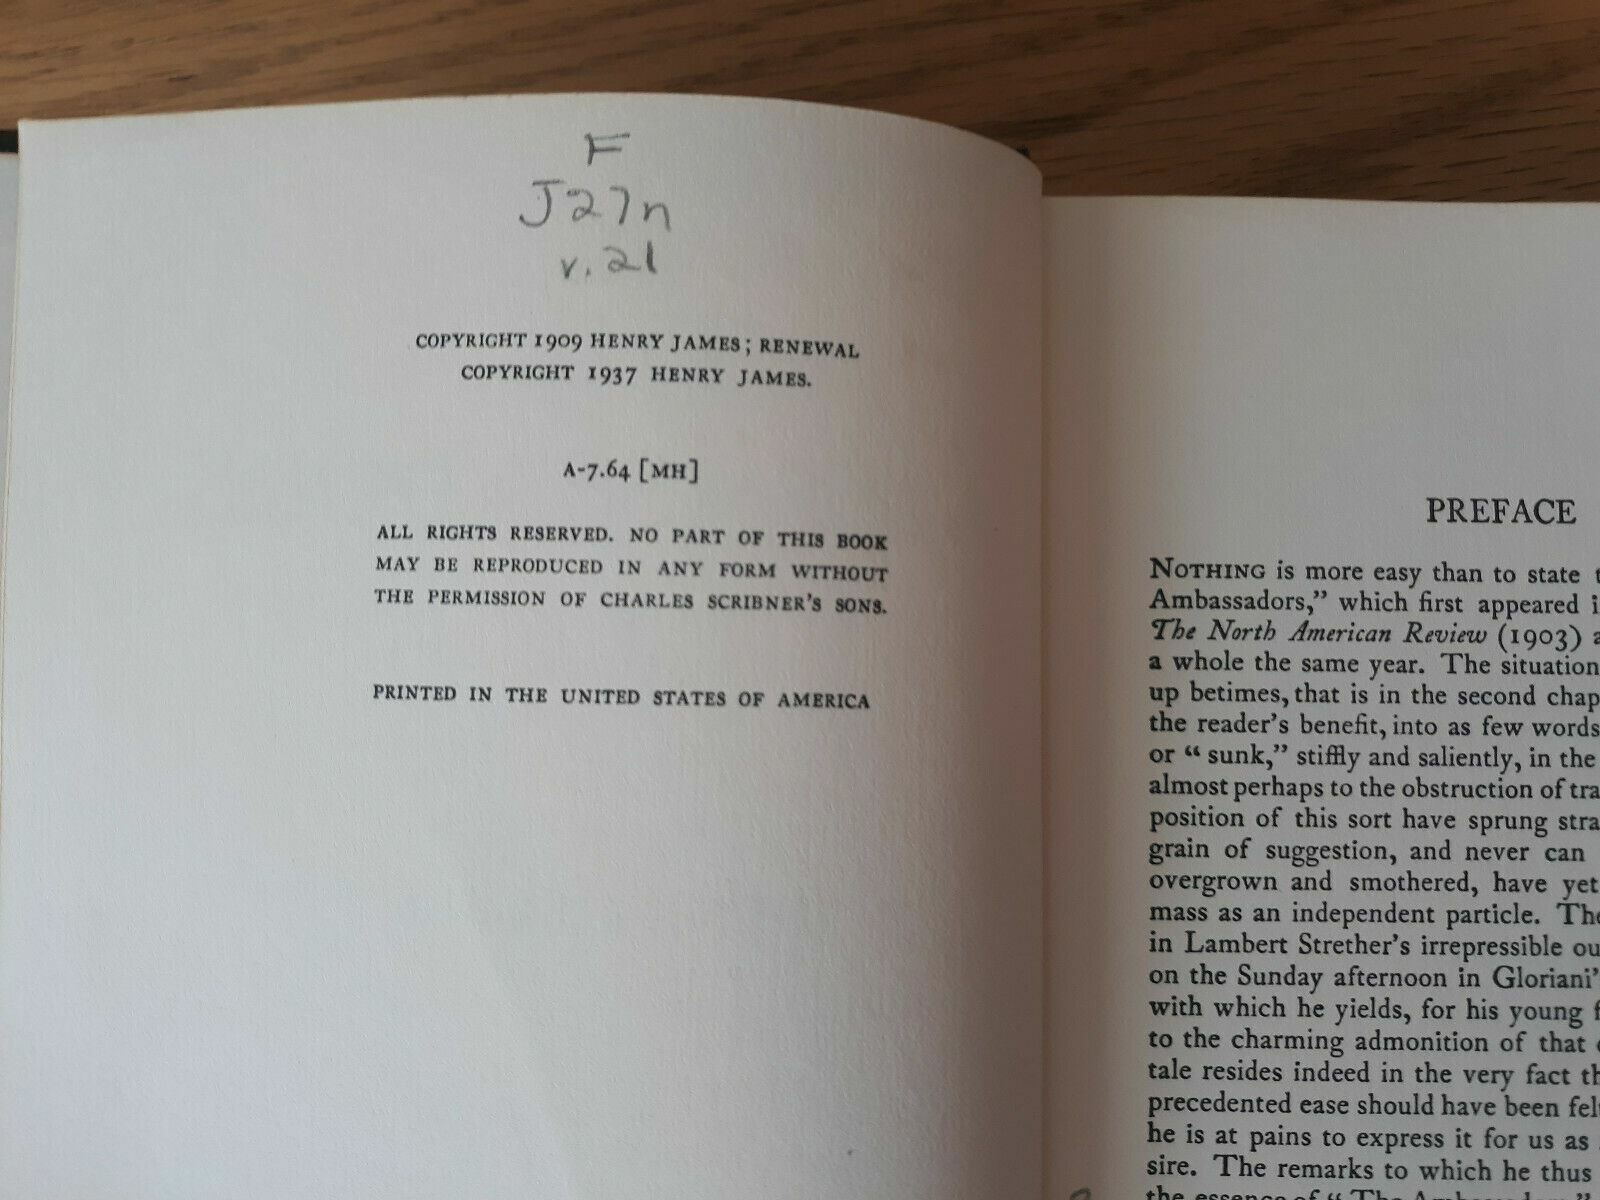 F
J27n
v.21
COPYRIGHT 1909 HENRY JAMES; RENEWAL
COPYRIGHT 1937 HENRY JAMES.
A-7.64 [MH]
ALL RIGHTS RESERVED. NO PART OF THIS BOOK
MAY BE REPRODUCED IN ANY FORM WITHOUT
THE PERMISSION OF CHARLES SCRIBNER'S SONS.
PRINTED IN THE UNITED STATES OF AMERICA
PREFACE
NOTHING is more easy than to state
Ambassadors," which first appeared
The North American Review (1903)
a whole the same year. The situation
up betimes, that is in the second
the reader's benefit, into as few words
or "sunk," stiffly and saliently, in the
almost perhaps to the obstruction of
position of this sort have sprung
grain of suggestion, and never can
overgrown and smothered, have yet
mass as an independent particle.
in Lambert Strether's irrepressible
on the Sunday afternoon in Gloriani'
with which he yields, for his young
to the charming admonition of that
tale resides indeed in the very fact
precedented ease should have been
he is at pains to express it for us as
sire. The remarks to which he thus
the essence of "The